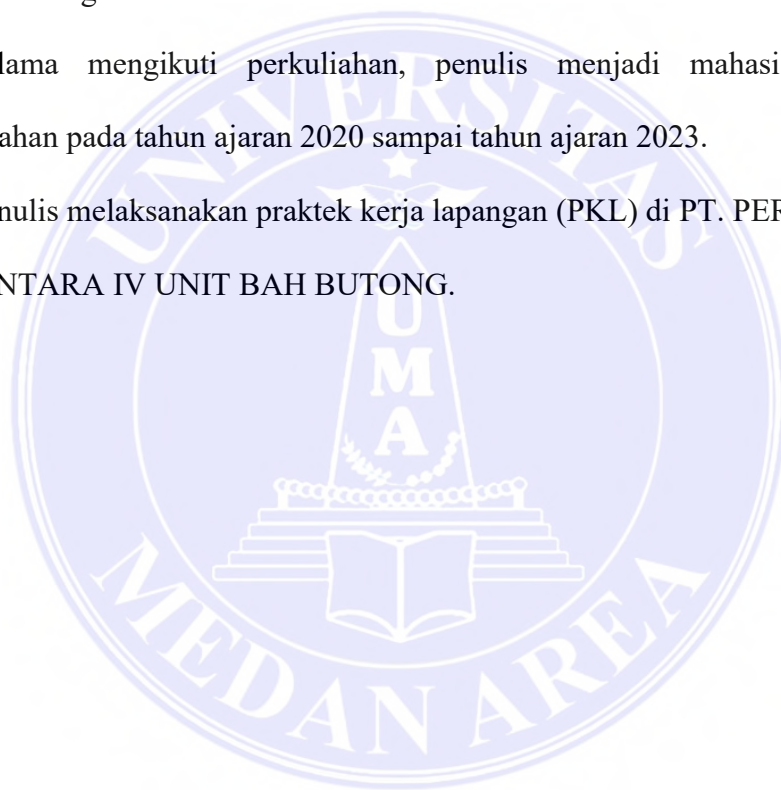 lama mengikuti perkuliahan, penulis menjadi mahasi
ahan pada tahun ajaran 2020 sampai tahun ajaran 2023.
nulis melaksanakan praktek kerja lapangan (PKL) di PT. PER
NTARA IV UNIT BAH BUTONG.
UNIVERSITAS
UMA
MEDAN AREA